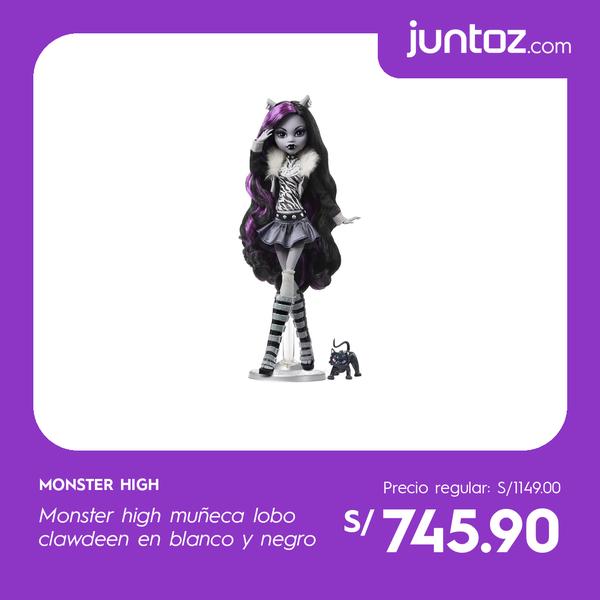 juntoz.com
MONSTER HIGH
Monster high muñeca lobo
clawdeen en blanco y negro
Precio regular: S/1149.00
S/745.90